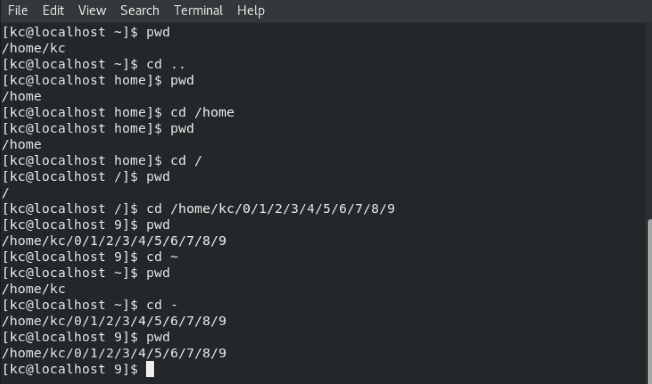 File Edit View Search Terminal Help
[kc@localhost ~]$ pwd
/home/kc
[kc@localhost ~]$ cd ..
[kc@localhost home]$ pwd
/home
[kc@localhost home]$ cd /home
[kc@localhost home]$ pwd
/home
[kc@localhost home]$ cd /
[kc@localhost /]$ pwd
/
[kc@localhost /]$ cd /home/kc/0/1/2/3/4/5/6/7/8/9
[kc@localhost 9]$ pwd
/home/kc/0/1/2/3/4/5/6/7/8/9
[kc@localhost 9]$ cd ~
[kc@localhost ~]$ pwd
/home/kc
[kc@localhost ~]$ cd -
/home/kc/0/1/2/3/4/5/6/7/8/9
[kc@localhost 9]$ pwd
/home/kc/0/1/2/3/4/5/6/7/8/9
[kc@localhost 9]$